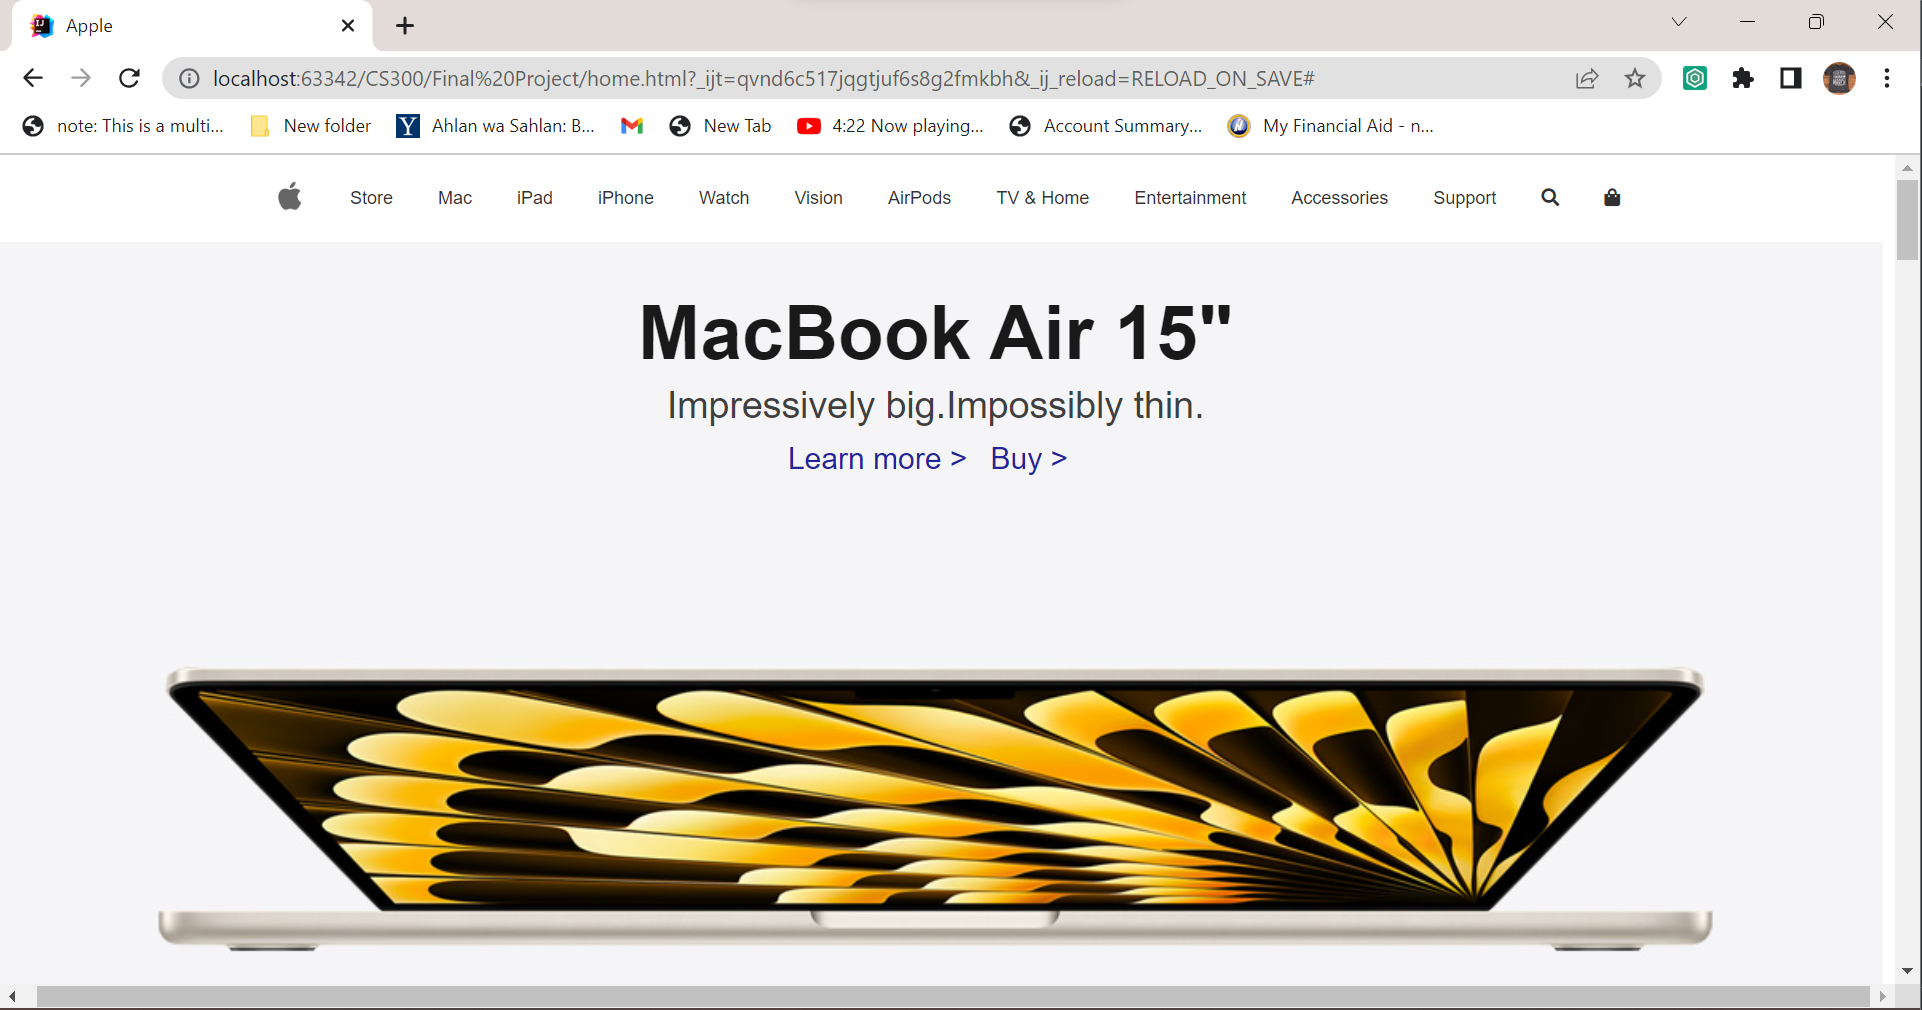 Apple
localhost:63342/CS300/Final%20Project/home.html?_ijt=qvnd6c517jqgtjuf6s8g2fmkbh&_ij_reload=RELOAD_ON_SAVE#
note: This is a multi... New folder Y Ahlan wa Sahlan: B... New Tab 4:22 Now playing... Account Summary... My Financial Aid - n...
Store Mac iPad iPhone Watch Vision AirPods TV & Home Entertainment Accessories Support
MacBook Air 15"
Impressively big.Impossibly thin.
Learn more > Buy >